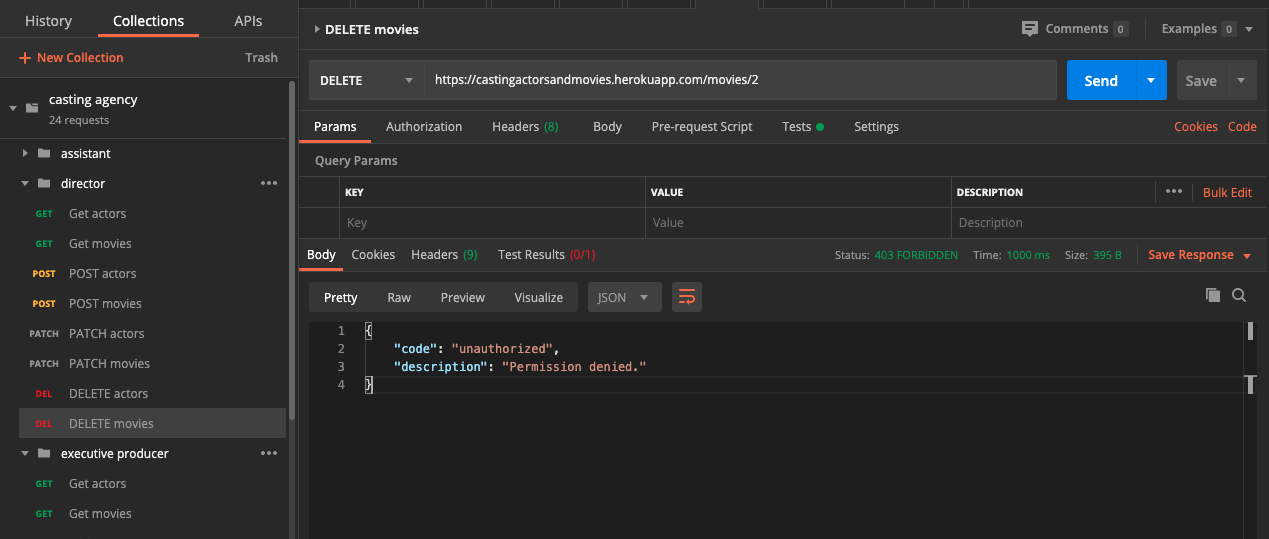 History Collections APIs
New Collection Trash
casting agency
24 requests
assistant
director
GET Get actors
GET Get movies
POST POST actors
POST POST movies
PATCH PATCH actors
PATCH PATCH movies
DEL DELETE actors
DEL DELETE movies
executive producer
GET Get actors
GET Get movies
DELETE movies Comments 0 Examples 0
DELETE https://castingactorsandmovies.herokuapp.com/movies/2 Send Save
Params Authorization Headers (8) Body Pre-request Script Tests Settings Cookies Code
Query Params
KEY VALUE DESCRIPTION Bulk Edit
Key Value Description
Body Cookies Headers (9) Test Results (0/1) Status: 403 FORBIDDEN Time: 1000 ms Size: 395 B Save Response
Pretty Raw Preview Visualize JSON
1 {
2 "code": "unauthorized",
3 "description": "Permission denied."
4 }